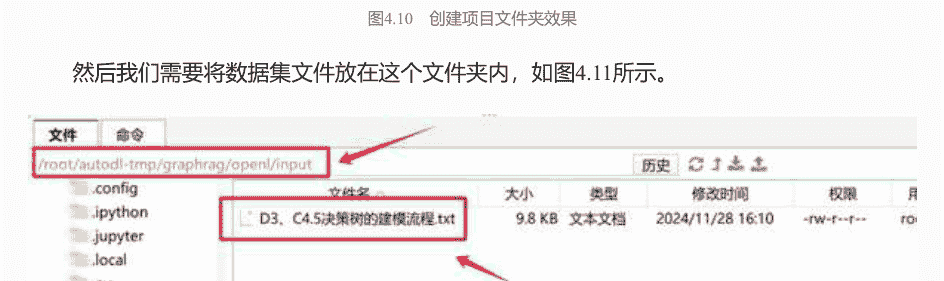 图4.10 创建项目文件夹效果
然后我们需要将数据集文件放在这个文件夹内，如图4.11所示。
文件 命令
/root/autodl-tmp/graphrag/openl/input
历史
文件名 大小 类型 修改时间 权限 用
.config
D3、C4.5决策树的建模流程.txt 9.8 KB 文本文档 2024/11/28 16:10 -rw-r--r-- roo
.ipython
.jupyter
.local